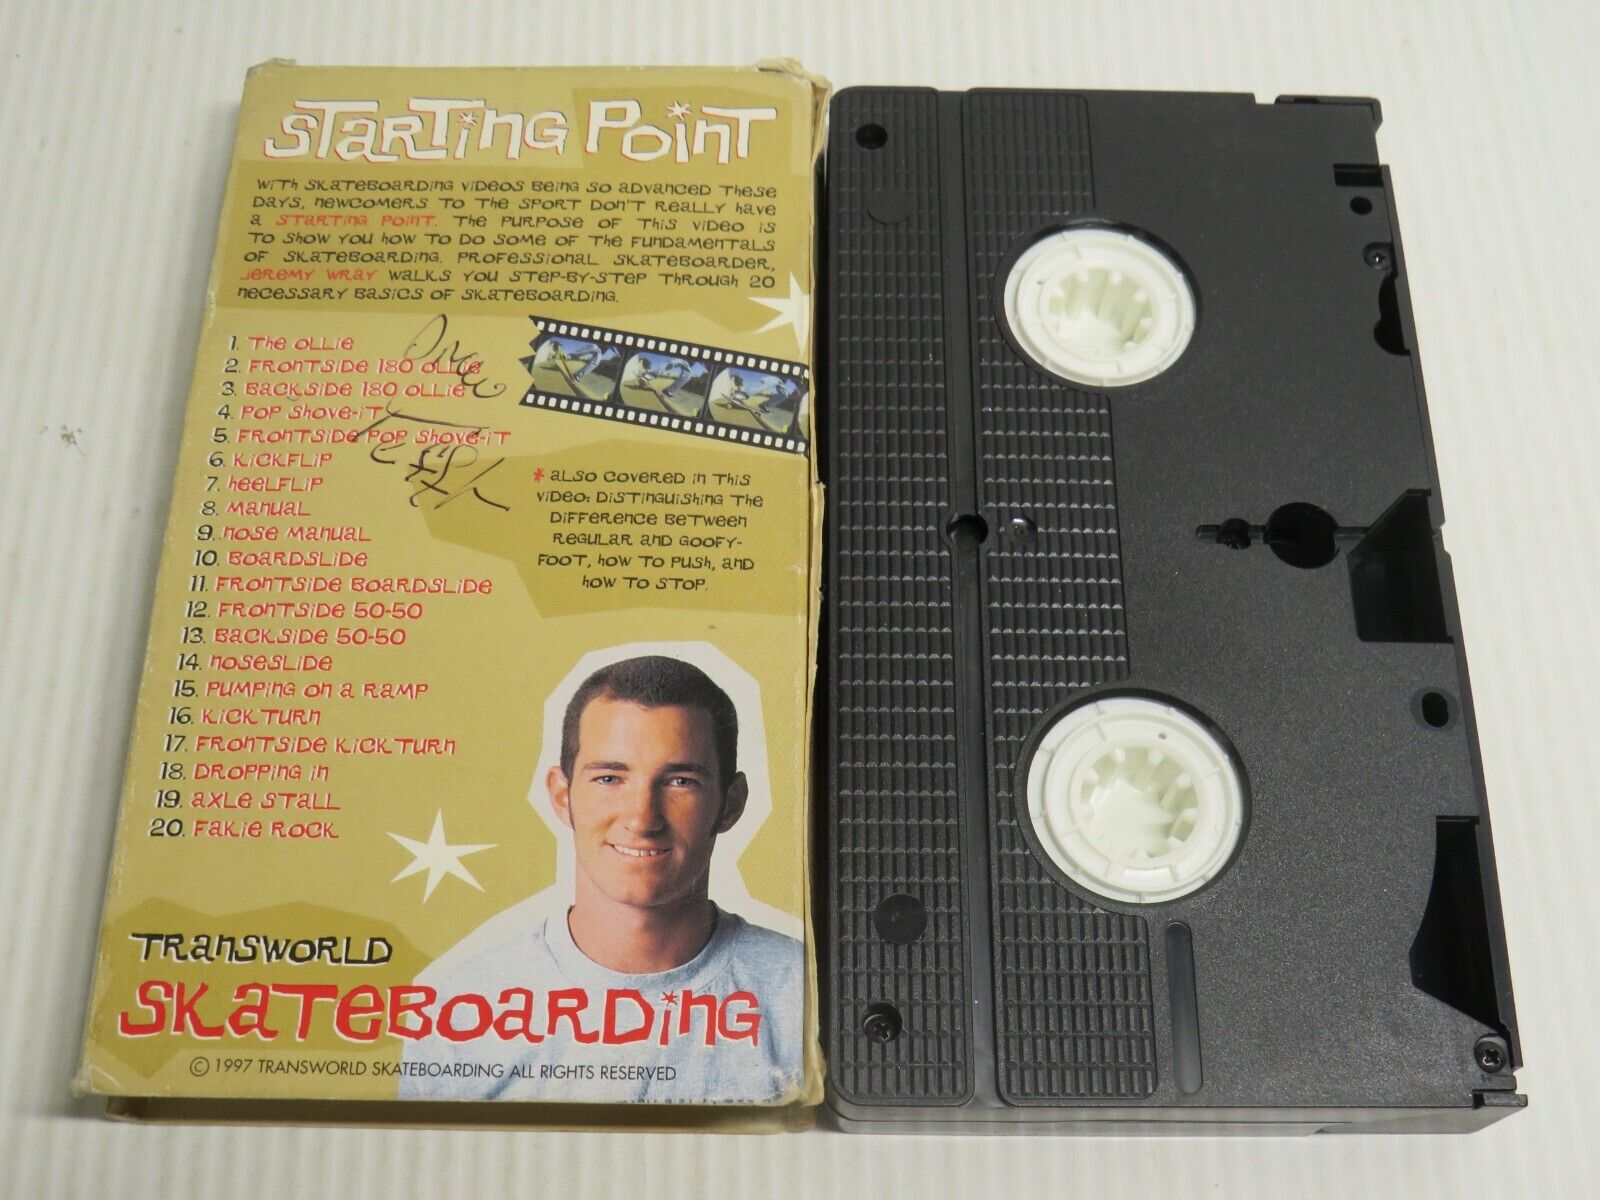 Starting Point
With skateboarding videos being so advanced these
days, newcomers to the sport don't really have
a Starting Point. The purpose of this video is
to show you how to do some of the fundamentals
of skateboarding. Professional skateboarder,
Jeremy Wray walks you step-by-step through 20
necessary basics of skateboarding.
1. The Ollie
2. Frontside 180 Ollie
3. Backside 180 Ollie
4. Pop Shove-it
5. Frontside Pop Shove-it
6. Kickflip
7. Heelflip
8. Manual
9. Nose Manual
10. Boardslide
11. Frontside Boardslide
12. Frontside 50-50
13. Backside 50-50
14. Noseslide
15. Pumping on a Ramp
16. Kick Turn
17. Frontside Kick Turn
18. Dropping in
19. Axle Stall
20. Fakie Rock
* Also covered in this
video: distinguishing the
difference between
regular and goofy-
foot, how to push, and
how to stop.
Transworld
Skateboarding
© 1997 TRANSWORLD SKATEBOARDING ALL RIGHTS RESERVED